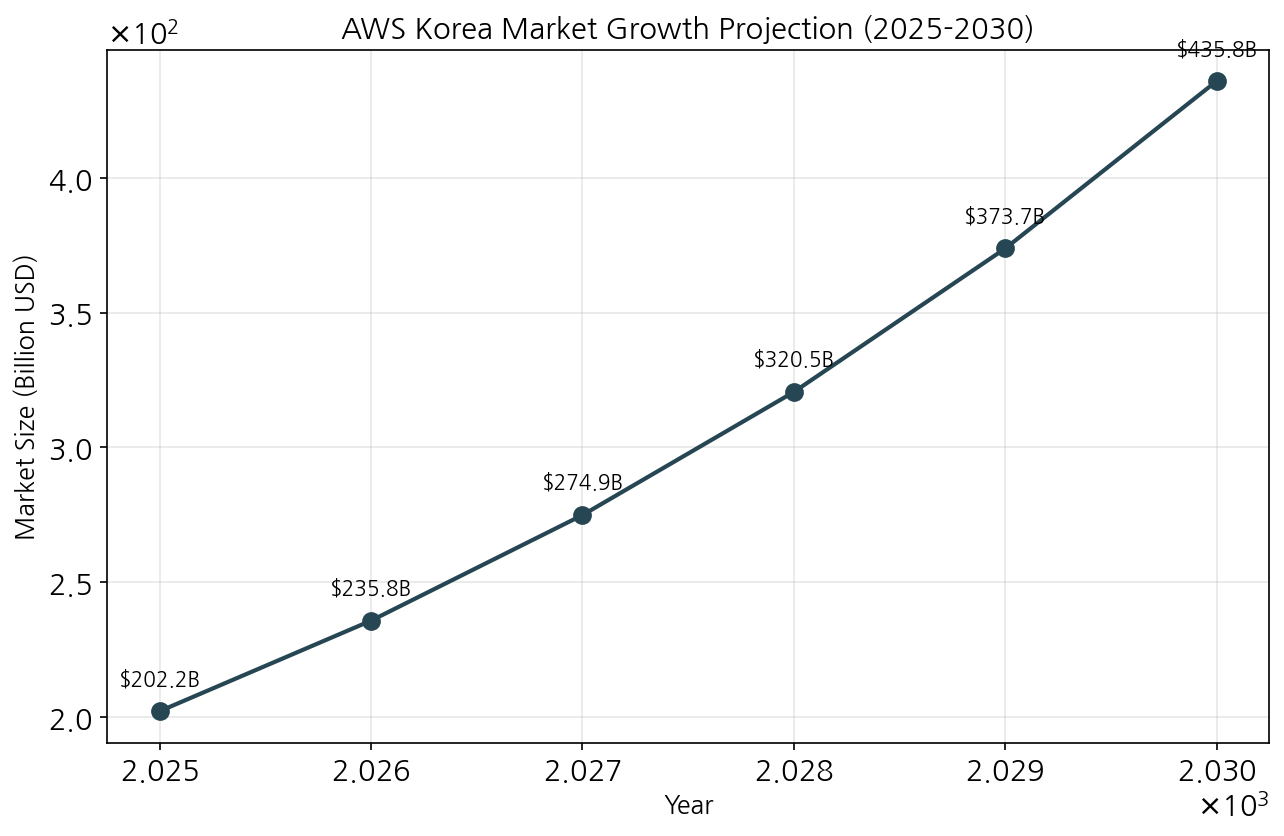 AWS Korea Market Growth Projection (2025-2030)
×10²
$435.8B
$373.7B
$320.5B
$274.9B
$235.8B
$202.2B
4.0
3.5
3.0
2.5
2.0
Market Size (Billion USD)
2.025 2.026 2.027 2.028 2.029 2.030
×10³
Year